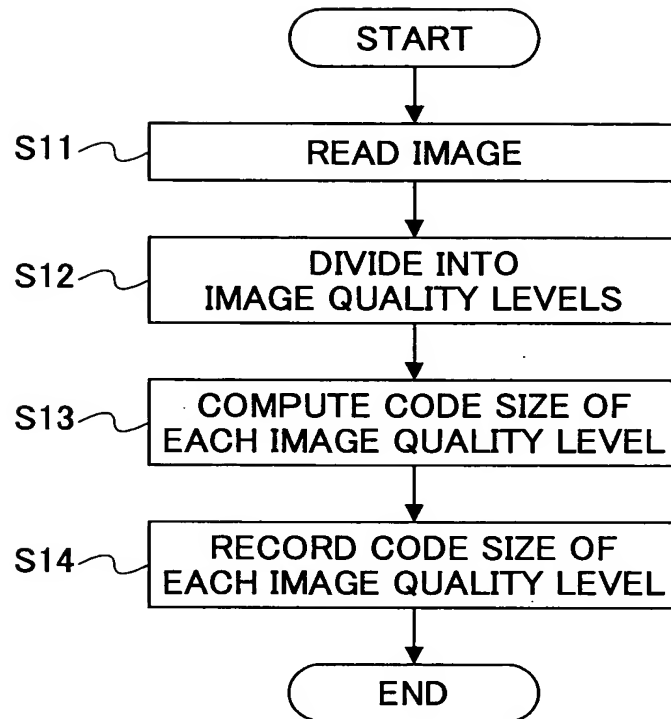 START
S11
READ IMAGE
S12
DIVIDE INTO
IMAGE QUALITY LEVELS
S13
COMPUTE CODE SIZE OF
EACH IMAGE QUALITY LEVEL
S14
RECORD CODE SIZE OF
EACH IMAGE QUALITY LEVEL
END